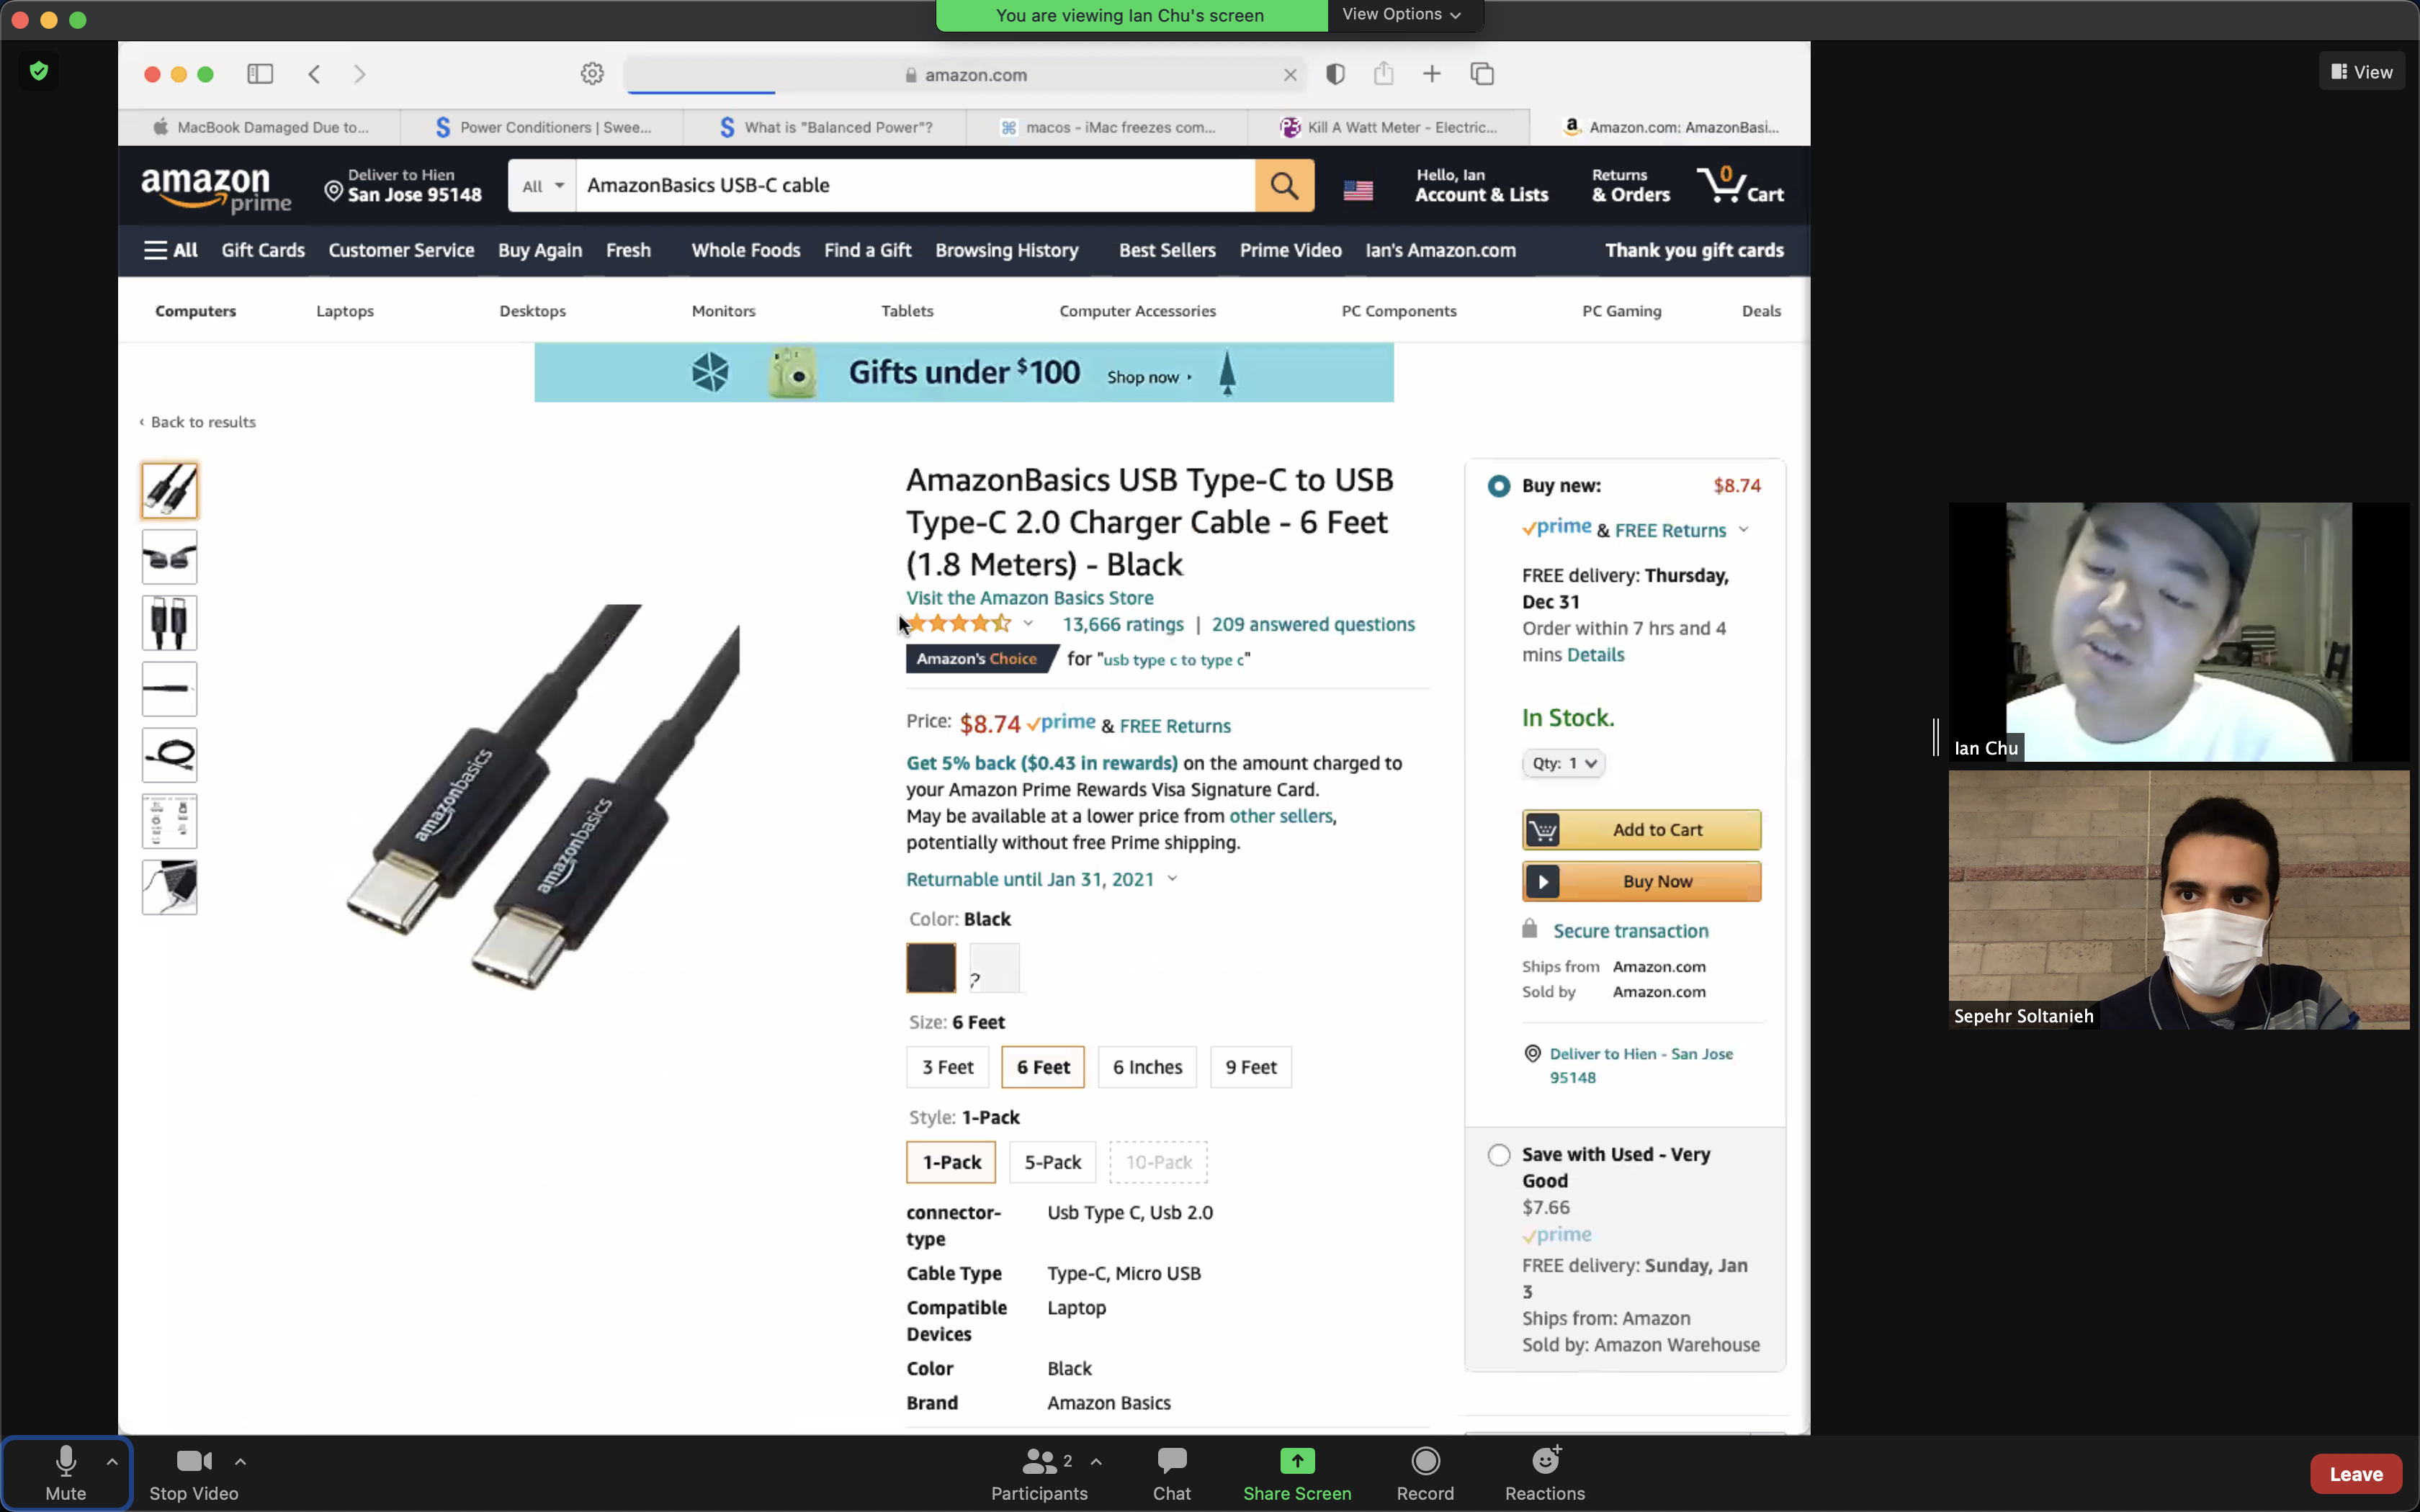 You are viewing Ian Chu's screen
View Options
View
amazon.com
MacBook Damaged Due to...
Power Conditioners | Swee...
What is "Balanced Power"?
macos - iMac freezes com...
Kill A Watt Meter - Electric...
Amazon.com: AmazonBasi...
amazon prime
Deliver to Hien
San Jose 95148
All
AmazonBasics USB-C cable
Hello, Ian
Account & Lists
Returns
& Orders
0
Cart
All
Gift Cards
Customer Service
Buy Again
Fresh
Whole Foods
Find a Gift
Browsing History
Best Sellers
Prime Video
Ian's Amazon.com
Thank you gift cards
Computers
Laptops
Desktops
Monitors
Tablets
Computer Accessories
PC Components
PC Gaming
Deals
Gifts under $100
Shop now
Back to results
amazonbasics
amazonbasics
AmazonBasics USB Type-C to USB
Type-C 2.0 Charger Cable - 6 Feet
(1.8 Meters) - Black
Visit the Amazon Basics Store
13,666 ratings | 209 answered questions
Amazon's Choice for "usb type c to type c"
Price: $8.74 prime & FREE Returns
Get 5% back ($0.43 in rewards) on the amount charged to
your Amazon Prime Rewards Visa Signature Card.
May be available at a lower price from other sellers,
potentially without free Prime shipping.
Returnable until Jan 31, 2021
Color: Black
Size: 6 Feet
3 Feet
6 Feet
6 Inches
9 Feet
Style: 1-Pack
1-Pack
5-Pack
10-Pack
connector-
type
Usb Type C, Usb 2.0
Cable Type
Type-C, Micro USB
Compatible
Devices
Laptop
Color
Black
Brand
Amazon Basics
Buy new:
$8.74
prime & FREE Returns
FREE delivery: Thursday,
Dec 31
Order within 7 hrs and 4
mins Details
In Stock.
Qty: 1
Add to Cart
Buy Now
Secure transaction
Ships from Amazon.com
Sold by Amazon.com
Deliver to Hien - San Jose
95148
Save with Used - Very
Good
$7.66
prime
FREE delivery: Sunday, Jan
3
Ships from: Amazon
Sold by: Amazon Warehouse
Ian Chu
Sepehr Soltanieh
Mute
Stop Video
2
Participants
Chat
Share Screen
Record
Reactions
Leave